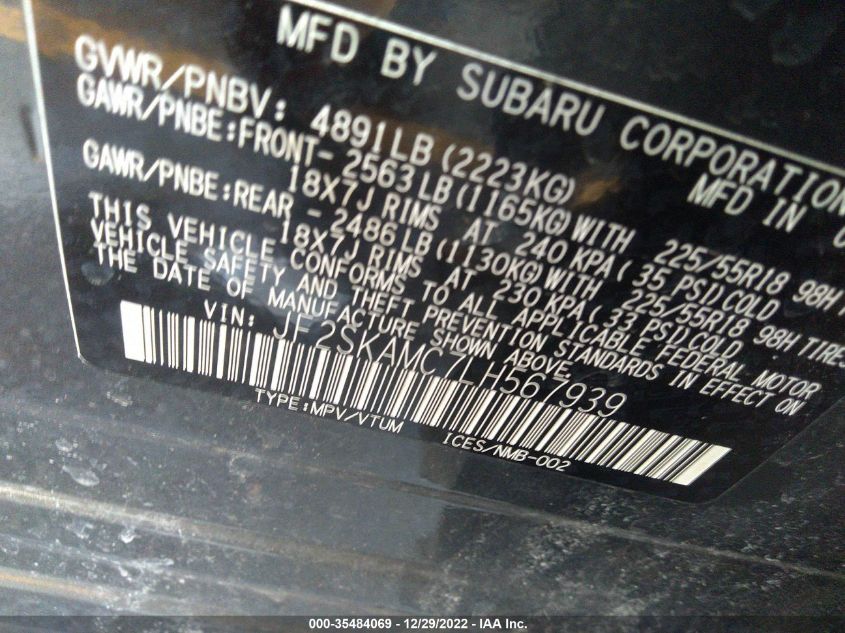 MFD BY SUBARU CORPORATION
MFD IN
GVWR/PNBV: 4891LB(2223KG)
GAWR/PNBE:FRONT- 2563LB(1165KG)WITH 225/55R18 98H
18X7J RIMS AT 240 KPA( 35 PSI)COLD
GAWR/PNBE:REAR - 2486LB(1130KG)WITH 225/55R18 98H TIRES
18X7J RIMS AT 230 KPA( 33 PSI)COLD
THIS VEHICLE CONFORMS TO ALL APPLICABLE FEDERAL MOTOR
VEHICLE SAFETY AND THEFT PREVENTION STANDARDS IN EFFECT ON
THE DATE OF MANUFACTURE SHOWN ABOVE.
VIN: JF2SKAMC7LH567939
TYPE:MPV/VTUM
ICES/NMB-002
000-35484069 - 12/29/2022 - IAA Inc.